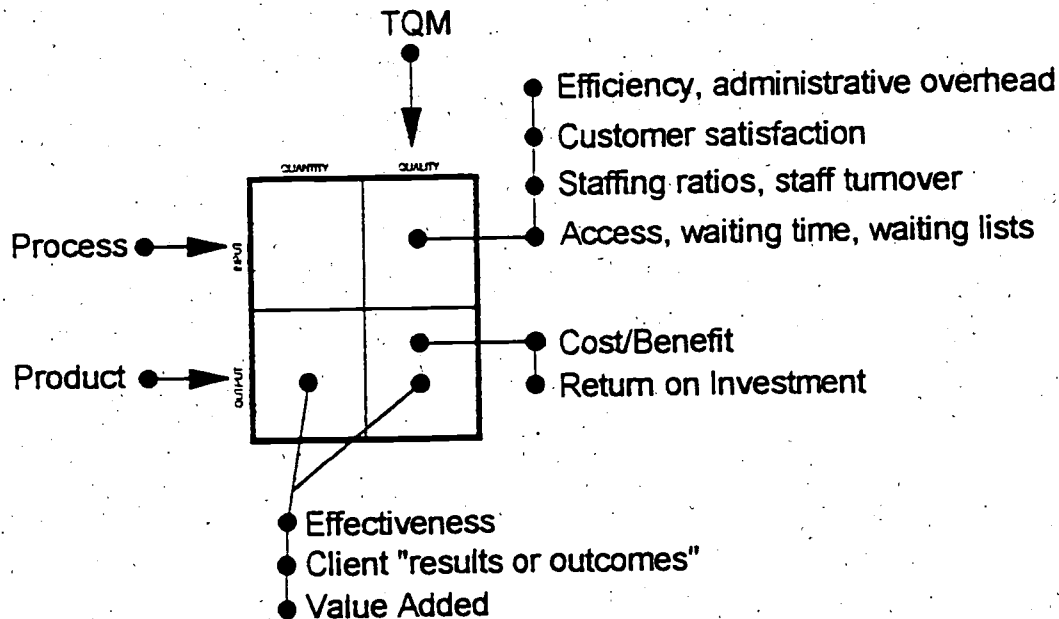 TQM
Efficiency, administrative overhead
Customer satisfaction
Staffing ratios, staff turnover
Access, waiting time, waiting lists
QUANTITY QUALITY
Process
INPUT
Cost/Benefit
Product
OUTPUT
Return on Investment
Effectiveness
Client "results or outcomes"
Value Added